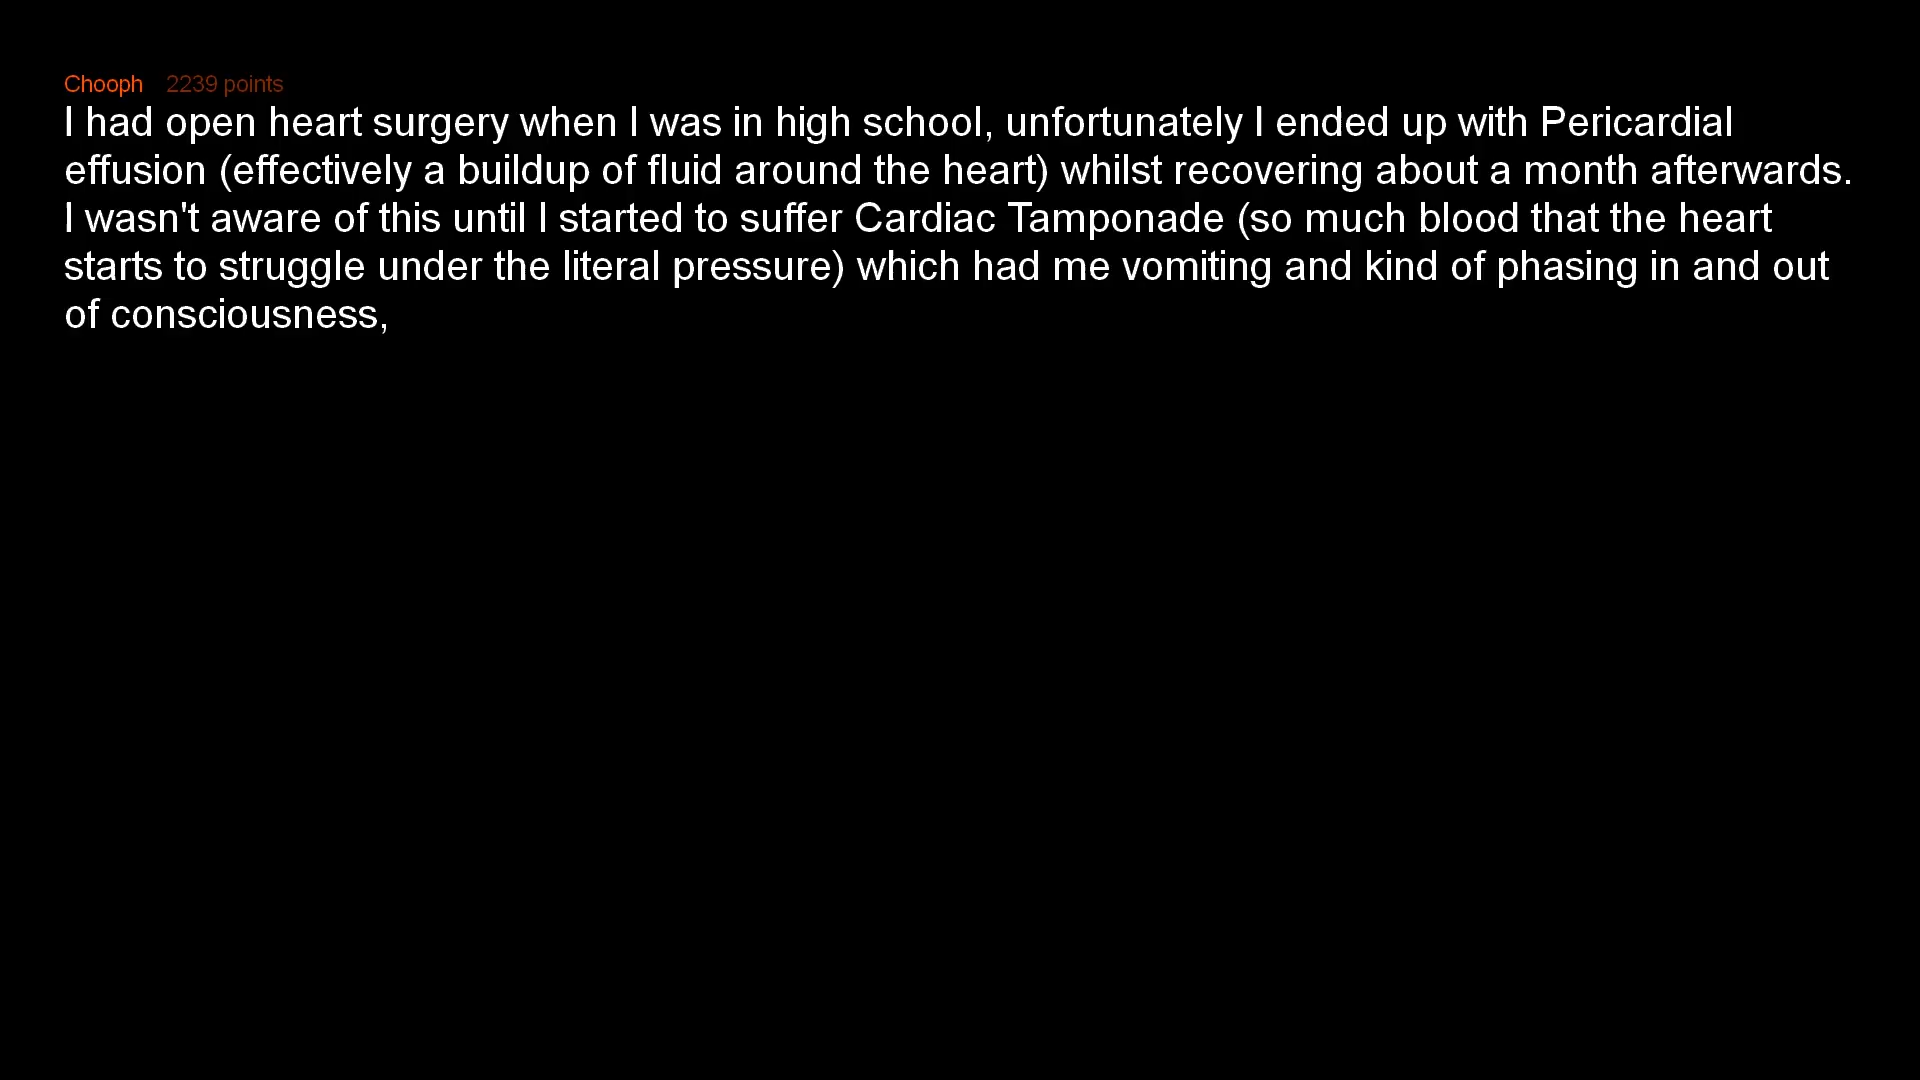 Chooph 2239 points
I had open heart surgery when I was in high school, unfortunately I ended up with Pericardial
effusion (effectively a buildup of fluid around the heart) whilst recovering about a month afterwards.
I wasn't aware of this until I started to suffer Cardiac Tamponade (so much blood that the heart
starts to struggle under the literal pressure) which had me vomiting and kind of phasing in and out
of consciousness,